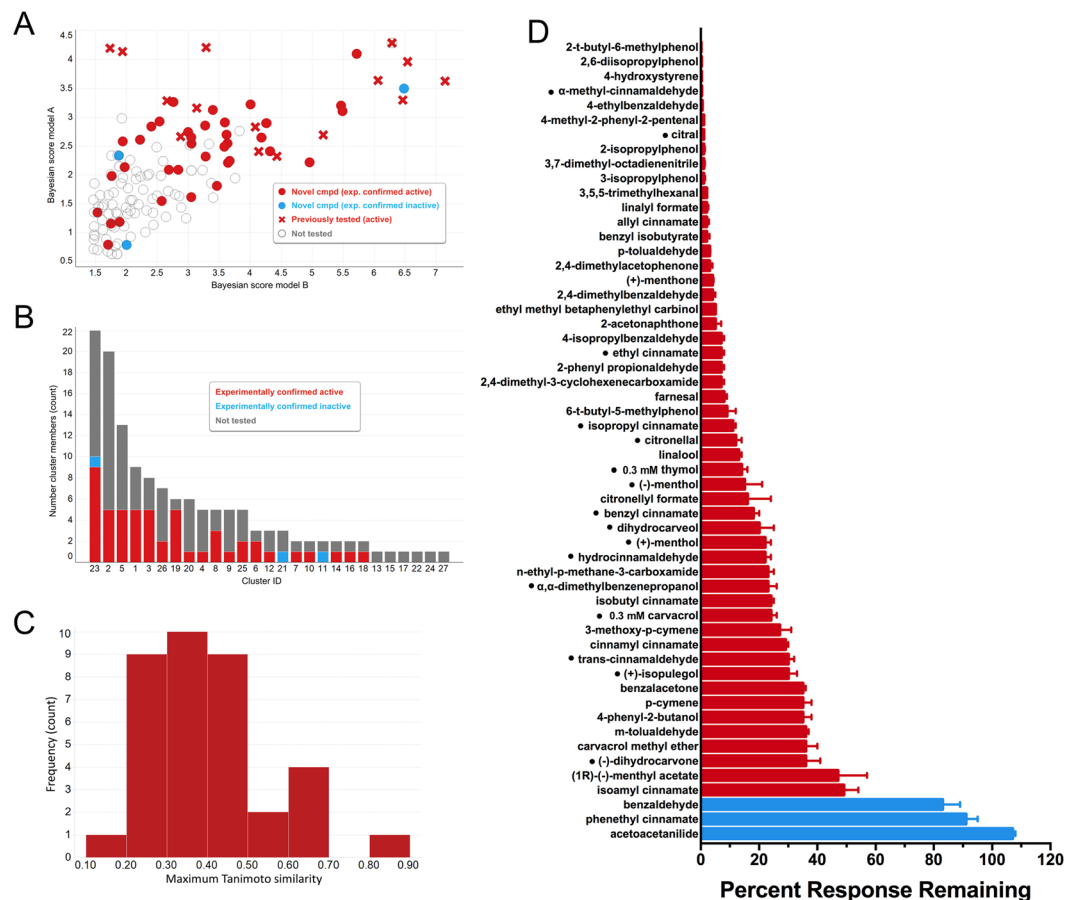 A
Bayesian score model A
4.5
4
3.5
3
2.5
2
1.5
1
0.5
Novel cmpd (exp. confirmed active)
Novel cmpd (exp. confirmed inactive)
Previously tested (active)
Not tested
1.5 2 2.5 3 3.5 4 4.5 5 5.5 6 6.5 7
Bayesian score model B
B
Number cluster members (count)
22
20
18
16
14
12
10
8
6
4
2
0
Experimentally confirmed active
Experimentally confirmed inactive
Not tested
23 2 5 1 3 26 19 20 4 8 9 25 6 12 21 7 10 11 14 16 18 13 15 17 22 24 27
Cluster ID
C
Frequency (count)
10
9
8
7
6
5
4
3
2
1
0
0.10 0.20 0.30 0.40 0.50 0.60 0.70 0.80 0.90
Maximum Tanimoto similarity
D
2-t-butyl-6-methylphenol
2,6-diisopropylphenol
4-hydroxystyrene
• α-methyl-cinnamaldehyde
4-ethylbenzaldehyde
4-methyl-2-phenyl-2-pentenal
• citral
2-isopropylphenol
3,7-dimethyl-octadienenitrile
3-isopropylphenol
3,5,5-trimethylhexanal
linalyl formate
allyl cinnamate
benzyl isobutyrate
p-tolualdehyde
2,4-dimethylacetophenone
(+)-menthone
2,4-dimethylbenzaldehyde
ethyl methyl betaphenylethyl carbinol
2-acetonaphthone
4-isopropylbenzaldehyde
• ethyl cinnamate
2-phenyl propionaldehyde
2,4-dimethyl-3-cyclohexenecarboxamide
farnesal
6-t-butyl-5-methylphenol
• isopropyl cinnamate
• citronellal
linalool
• 0.3 mM thymol
• (-)-menthol
citronellyl formate
• benzyl cinnamate
• dihydrocarveol
• (+)-menthol
• hydrocinnamaldehyde
n-ethyl-p-methane-3-carboxamide
• α,α-dimethylbenzenepropanol
isobutyl cinnamate
• 0.3 mM carvacrol
3-methoxy-p-cymene
cinnamyl cinnamate
• trans-cinnamaldehyde
• (+)-isopulegol
benzalacetone
p-cymene
4-phenyl-2-butanol
m-tolualdehyde
carvacrol methyl ether
• (-)-dihydrocarvone
(1R)-(-)-menthyl acetate
isoamyl cinnamate
benzaldehyde
phenethyl cinnamate
acetoacetanilide
0 20 40 60 80 100 120
Percent Response Remaining